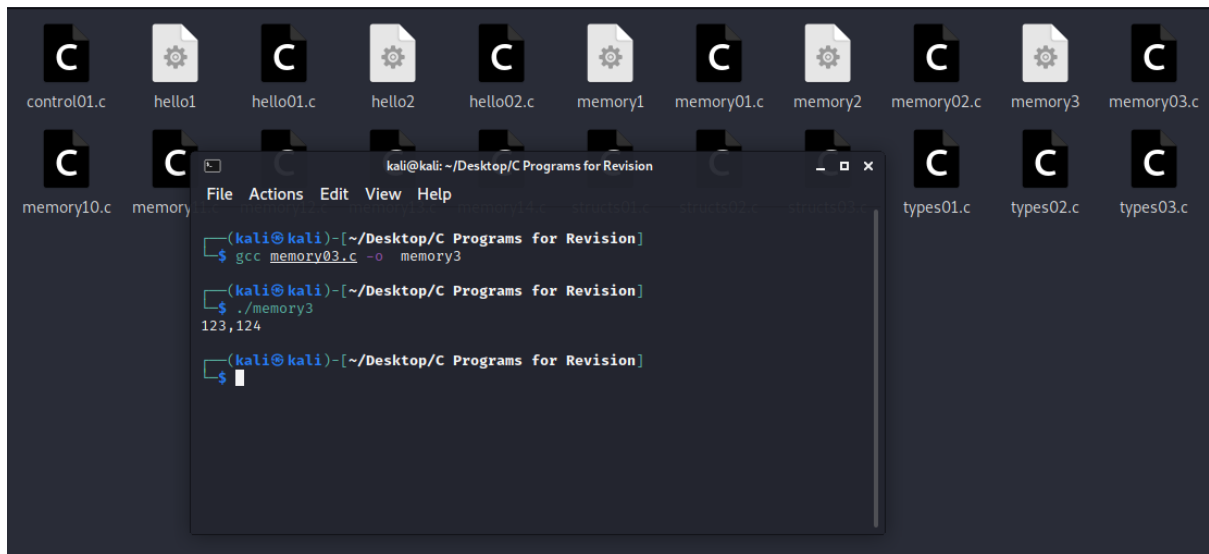 control01.c hello1 hello01.c hello2 hello02.c memory1 memory01.c memory2 memory02.c memory3 memory03.c
memory10.c memory types01.c types02.c types03.c
kali@kali: ~/Desktop/C Programs for Revision
File Actions Edit View Help
┌──(kali㉿kali)-[~/Desktop/C Programs for Revision]
└─$ gcc memory03.c -o  memory3
┌──(kali㉿kali)-[~/Desktop/C Programs for Revision]
└─$ ./memory3
123,124
┌──(kali㉿kali)-[~/Desktop/C Programs for Revision]
└─$